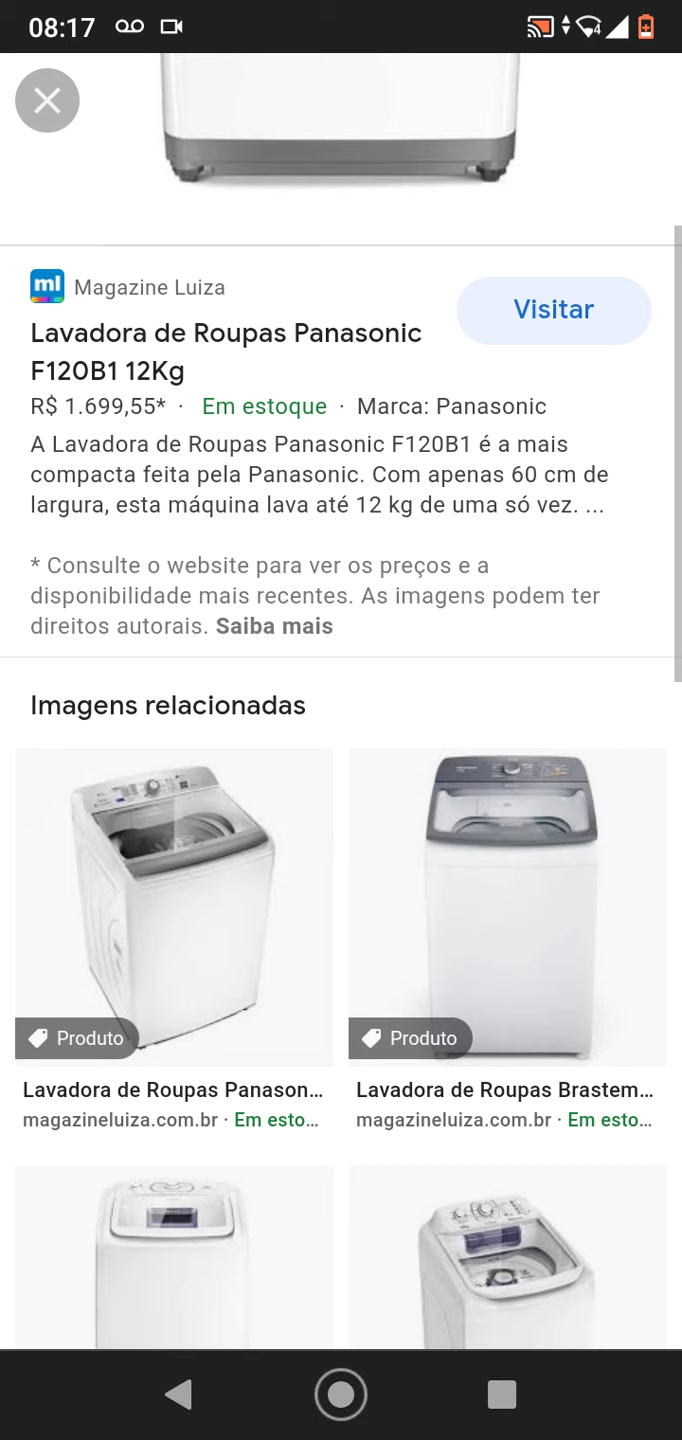 08:17
4
ml Magazine Luiza
Visitar
Lavadora de Roupas Panasonic
F120B1 12Kg
R$ 1.699,55* · Em estoque · Marca: Panasonic
A Lavadora de Roupas Panasonic F120B1 é a mais
compacta feita pela Panasonic. Com apenas 60 cm de
largura, esta máquina lava até 12 kg de uma só vez. ...
* Consulte o website para ver os preços e a
disponibilidade mais recentes. As imagens podem ter
direitos autorais. Saiba mais
Imagens relacionadas
Produto
Produto
Lavadora de Roupas Panason...
magazineluiza.com.br · Em esto...
Lavadora de Roupas Brastem...
magazineluiza.com.br · Em esto...